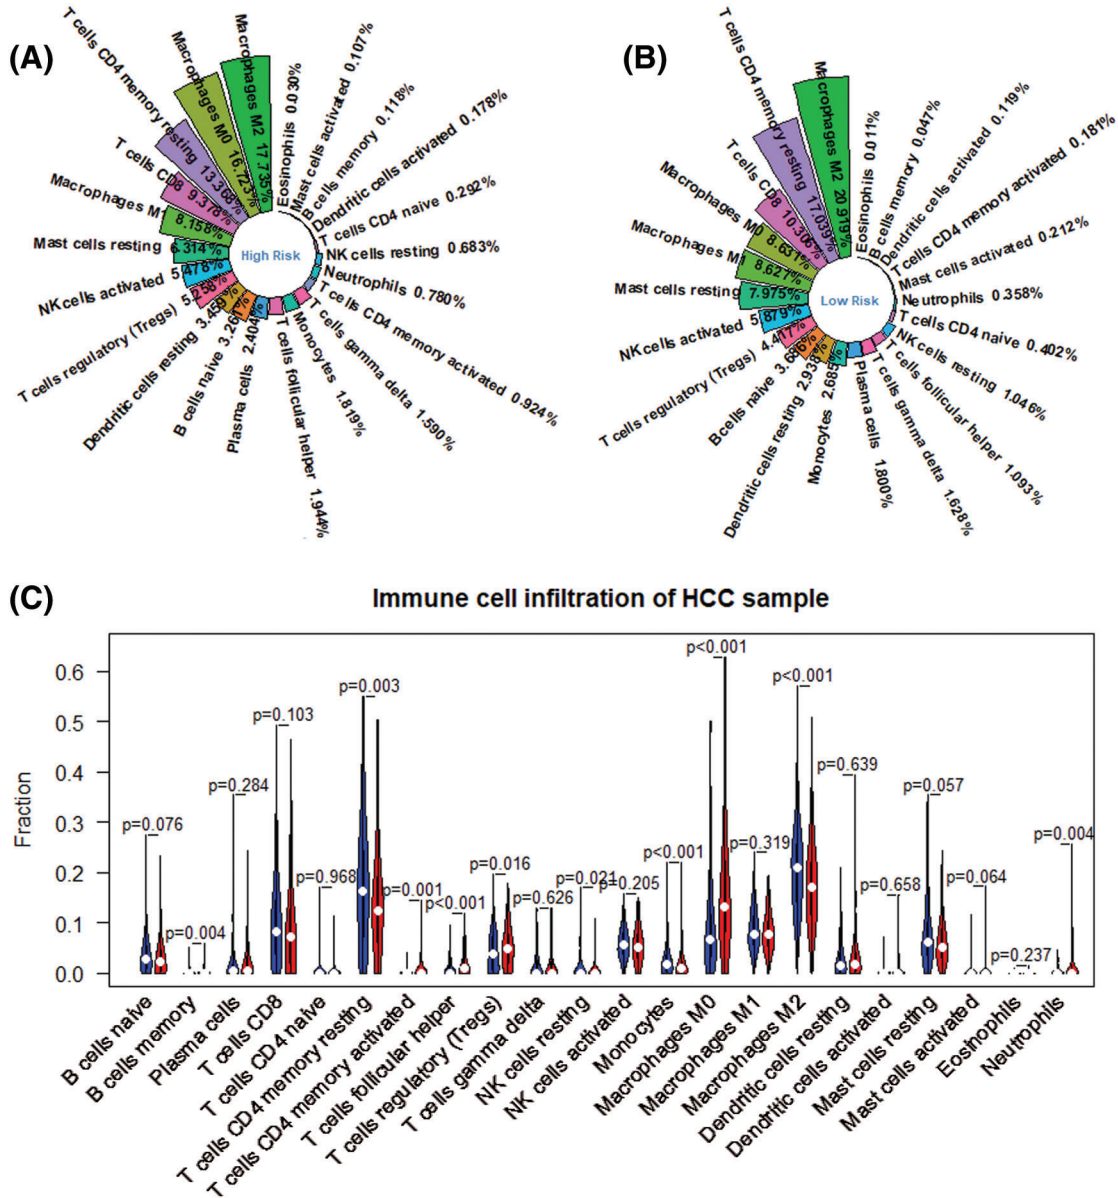 (A)
Macrophages M2 17.735%
Macrophages M0 16.723%
T cells CD4 memory resting 13.368%
T cells CD8 9.378%
Macrophages M1 8.158%
Mast cells resting 6.314%
NK cells activated 5.478%
T cells regulatory (Tregs) 5.258%
Dendritic cells resting 3.459%
B cells naive 3.261%
Plasma cells 2.404%
T cells follicular helper 1.944%
Monocytes 1.819%
T cells gamma delta 1.590%
T cells CD4 memory activated 0.924%
Neutrophils 0.780%
NK cells resting 0.683%
T cells CD4 naive 0.292%
Dendritic cells activated 0.178%
B cells memory 0.118%
Mast cells activated 0.107%
Eosinophils 0.030%
High Risk
(B)
Macrophages M2 20.919%
T cells CD4 memory resting 17.039%
T cells CD8 10.306%
Macrophages M0 8.631%
Macrophages M1 8.627%
Mast cells resting 7.975%
NK cells activated 5.879%
T cells regulatory (Tregs) 4.417%
B cells naive 3.686%
Dendritic cells resting 2.938%
Monocytes 2.685%
Plasma cells 1.800%
T cells gamma delta 1.628%
T cells follicular helper 1.093%
NK cells resting 1.046%
T cells CD4 naive 0.402%
Neutrophils 0.358%
Mast cells activated 0.212%
T cells CD4 memory activated 0.181%
Dendritic cells activated 0.119%
B cells memory 0.047%
Eosinophils 0.011%
Low Risk
(C)
Immune cell infiltration of HCC sample
Fraction
0.6
0.5
0.4
0.3
0.2
0.1
0.0
p=0.076
p=0.004
p=0.284
p=0.103
p=0.968
p=0.003
p=0.001
p<0.001
p=0.016
p=0.626
p=0.021
p=0.205
p<0.001
p<0.001
p=0.319
p<0.001
p=0.639
p=0.658
p=0.057
p=0.064
p=0.237
p=0.004
B cells naive
B cells memory
Plasma cells
T cells CD8
T cells CD4 naive
T cells CD4 memory resting
T cells CD4 memory activated
T cells follicular helper
T cells regulatory (Tregs)
T cells gamma delta
NK cells resting
NK cells activated
Monocytes
Macrophages M0
Macrophages M1
Macrophages M2
Dendritic cells resting
Dendritic cells activated
Mast cells resting
Mast cells activated
Eosinophils
Neutrophils